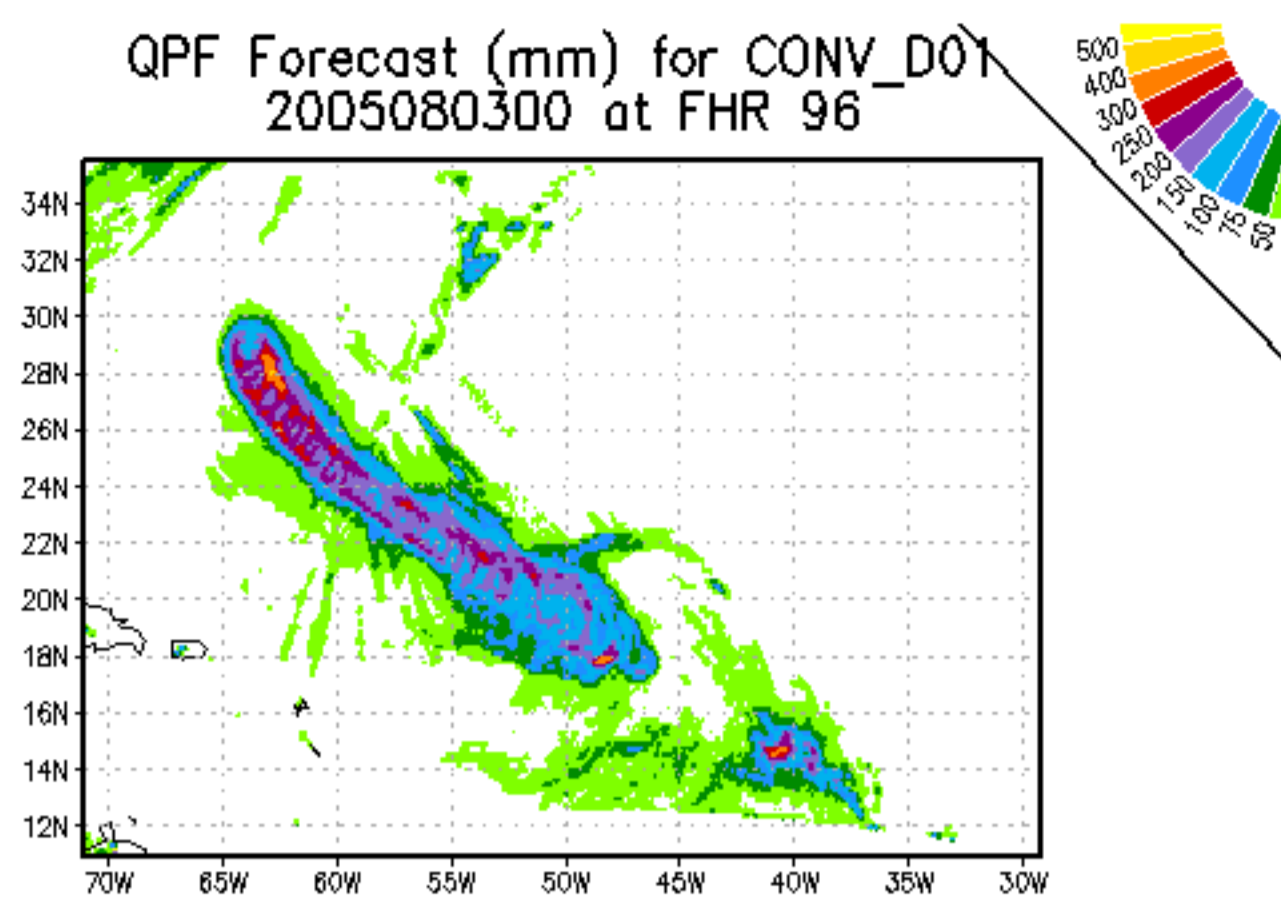 QPF Forecast (mm) for CONV_D01
2005080300 at FHR 96
500
400
300
250
200
150
100
75
50
34N
32N
30N
28N
26N
24N
22N
20N
18N
16N
14N
12N
70W 65W 60W 55W 50W 45W 40W 35W 30W